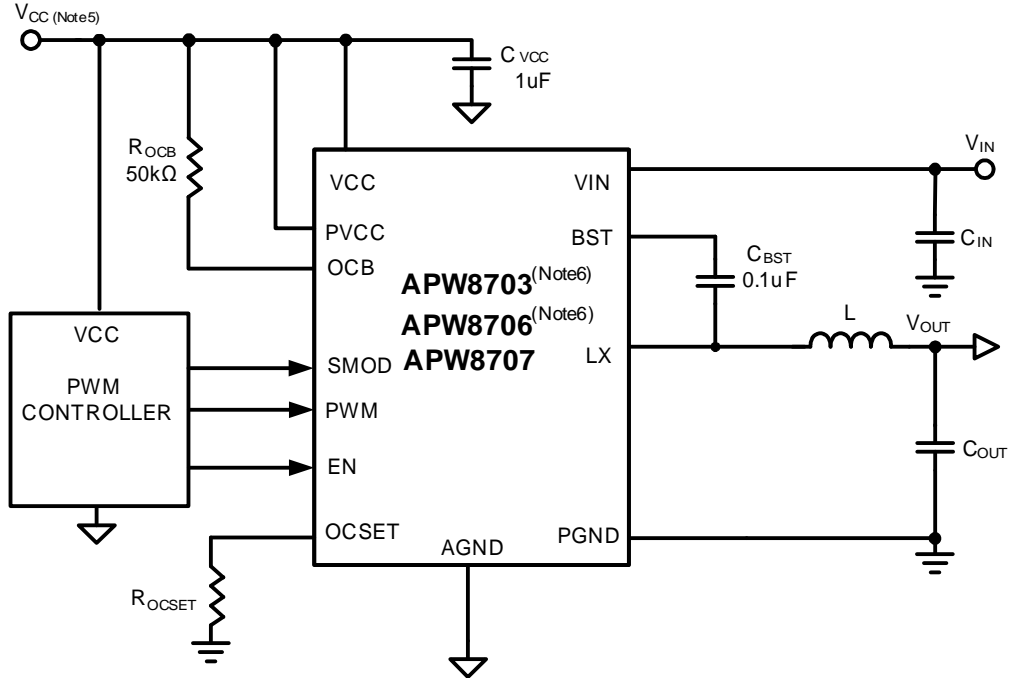 VCC (Note5)
CVCC
1uF
ROCB
50kΩ
VCC
PVCC
OCB
SMOD
PWM
EN
OCSET
AGND
VIN
BST
LX
PGND
APW8703(Note6)
APW8706(Note6)
APW8707
VCC
PWM
CONTROLLER
ROCSET
VIN
CIN
CBST
0.1uF
L
VOUT
COUT